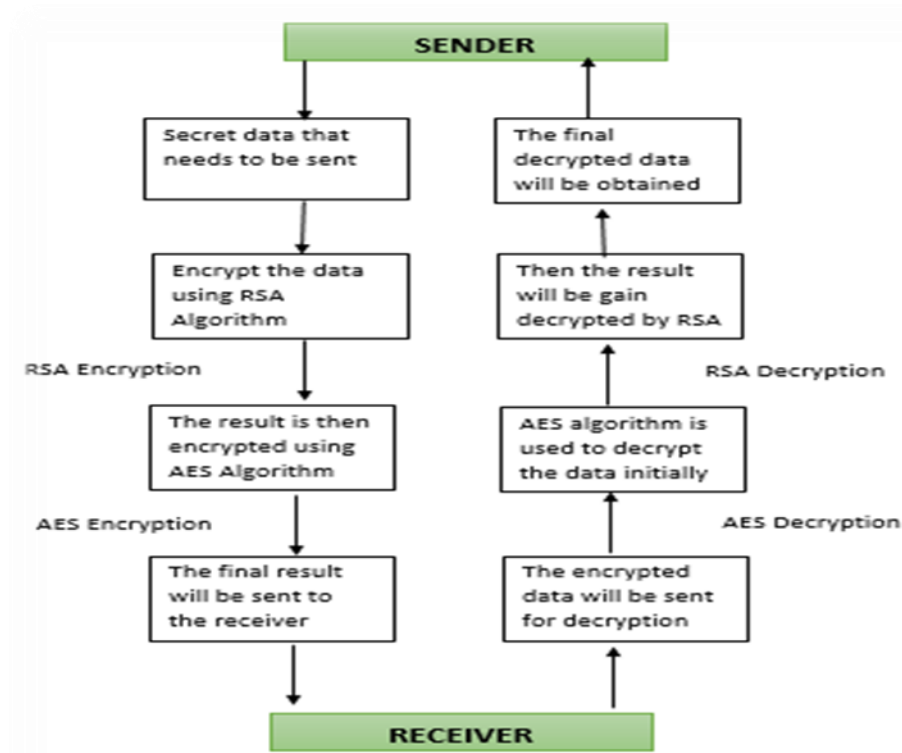 SENDER
Secret data that
needs to be sent
Encrypt the data
using RSA
Algorithm
RSA Encryption
The result is then
encrypted using
AES Algorithm
AES Encryption
The final result
will be sent to
the receiver
The final
decrypted data
will be obtained
Then the result
will be gain
decrypted by RSA
RSA Decryption
AES algorithm is
used to decrypt
the data initially
AES Decryption
The encrypted
data will be sent
for decryption
RECEIVER